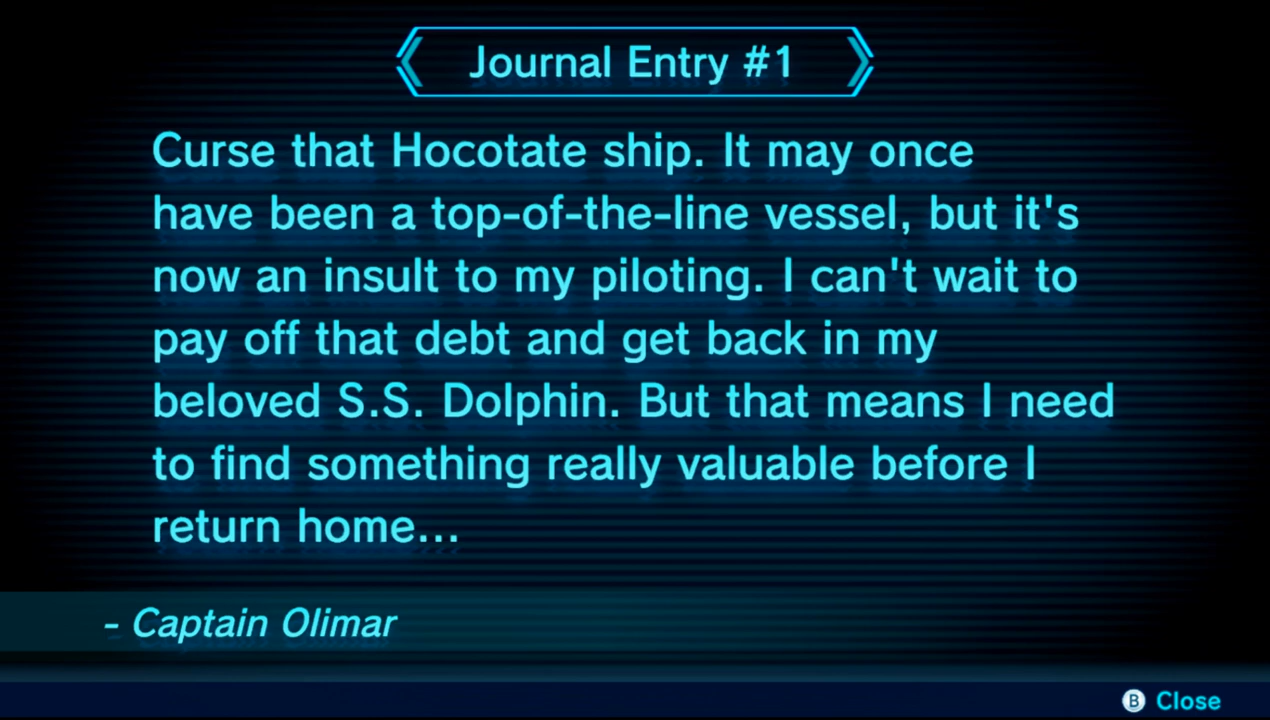 Journal Entry #1
Curse that Hocotate ship. It may once
have been a top-of-the-line vessel, but it's
now an insult to my piloting. I can't wait to
pay off that debt and get back in my
beloved S.S. Dolphin. But that means I need
to find something really valuable before I
return home...
- Captain Olimar
B Close